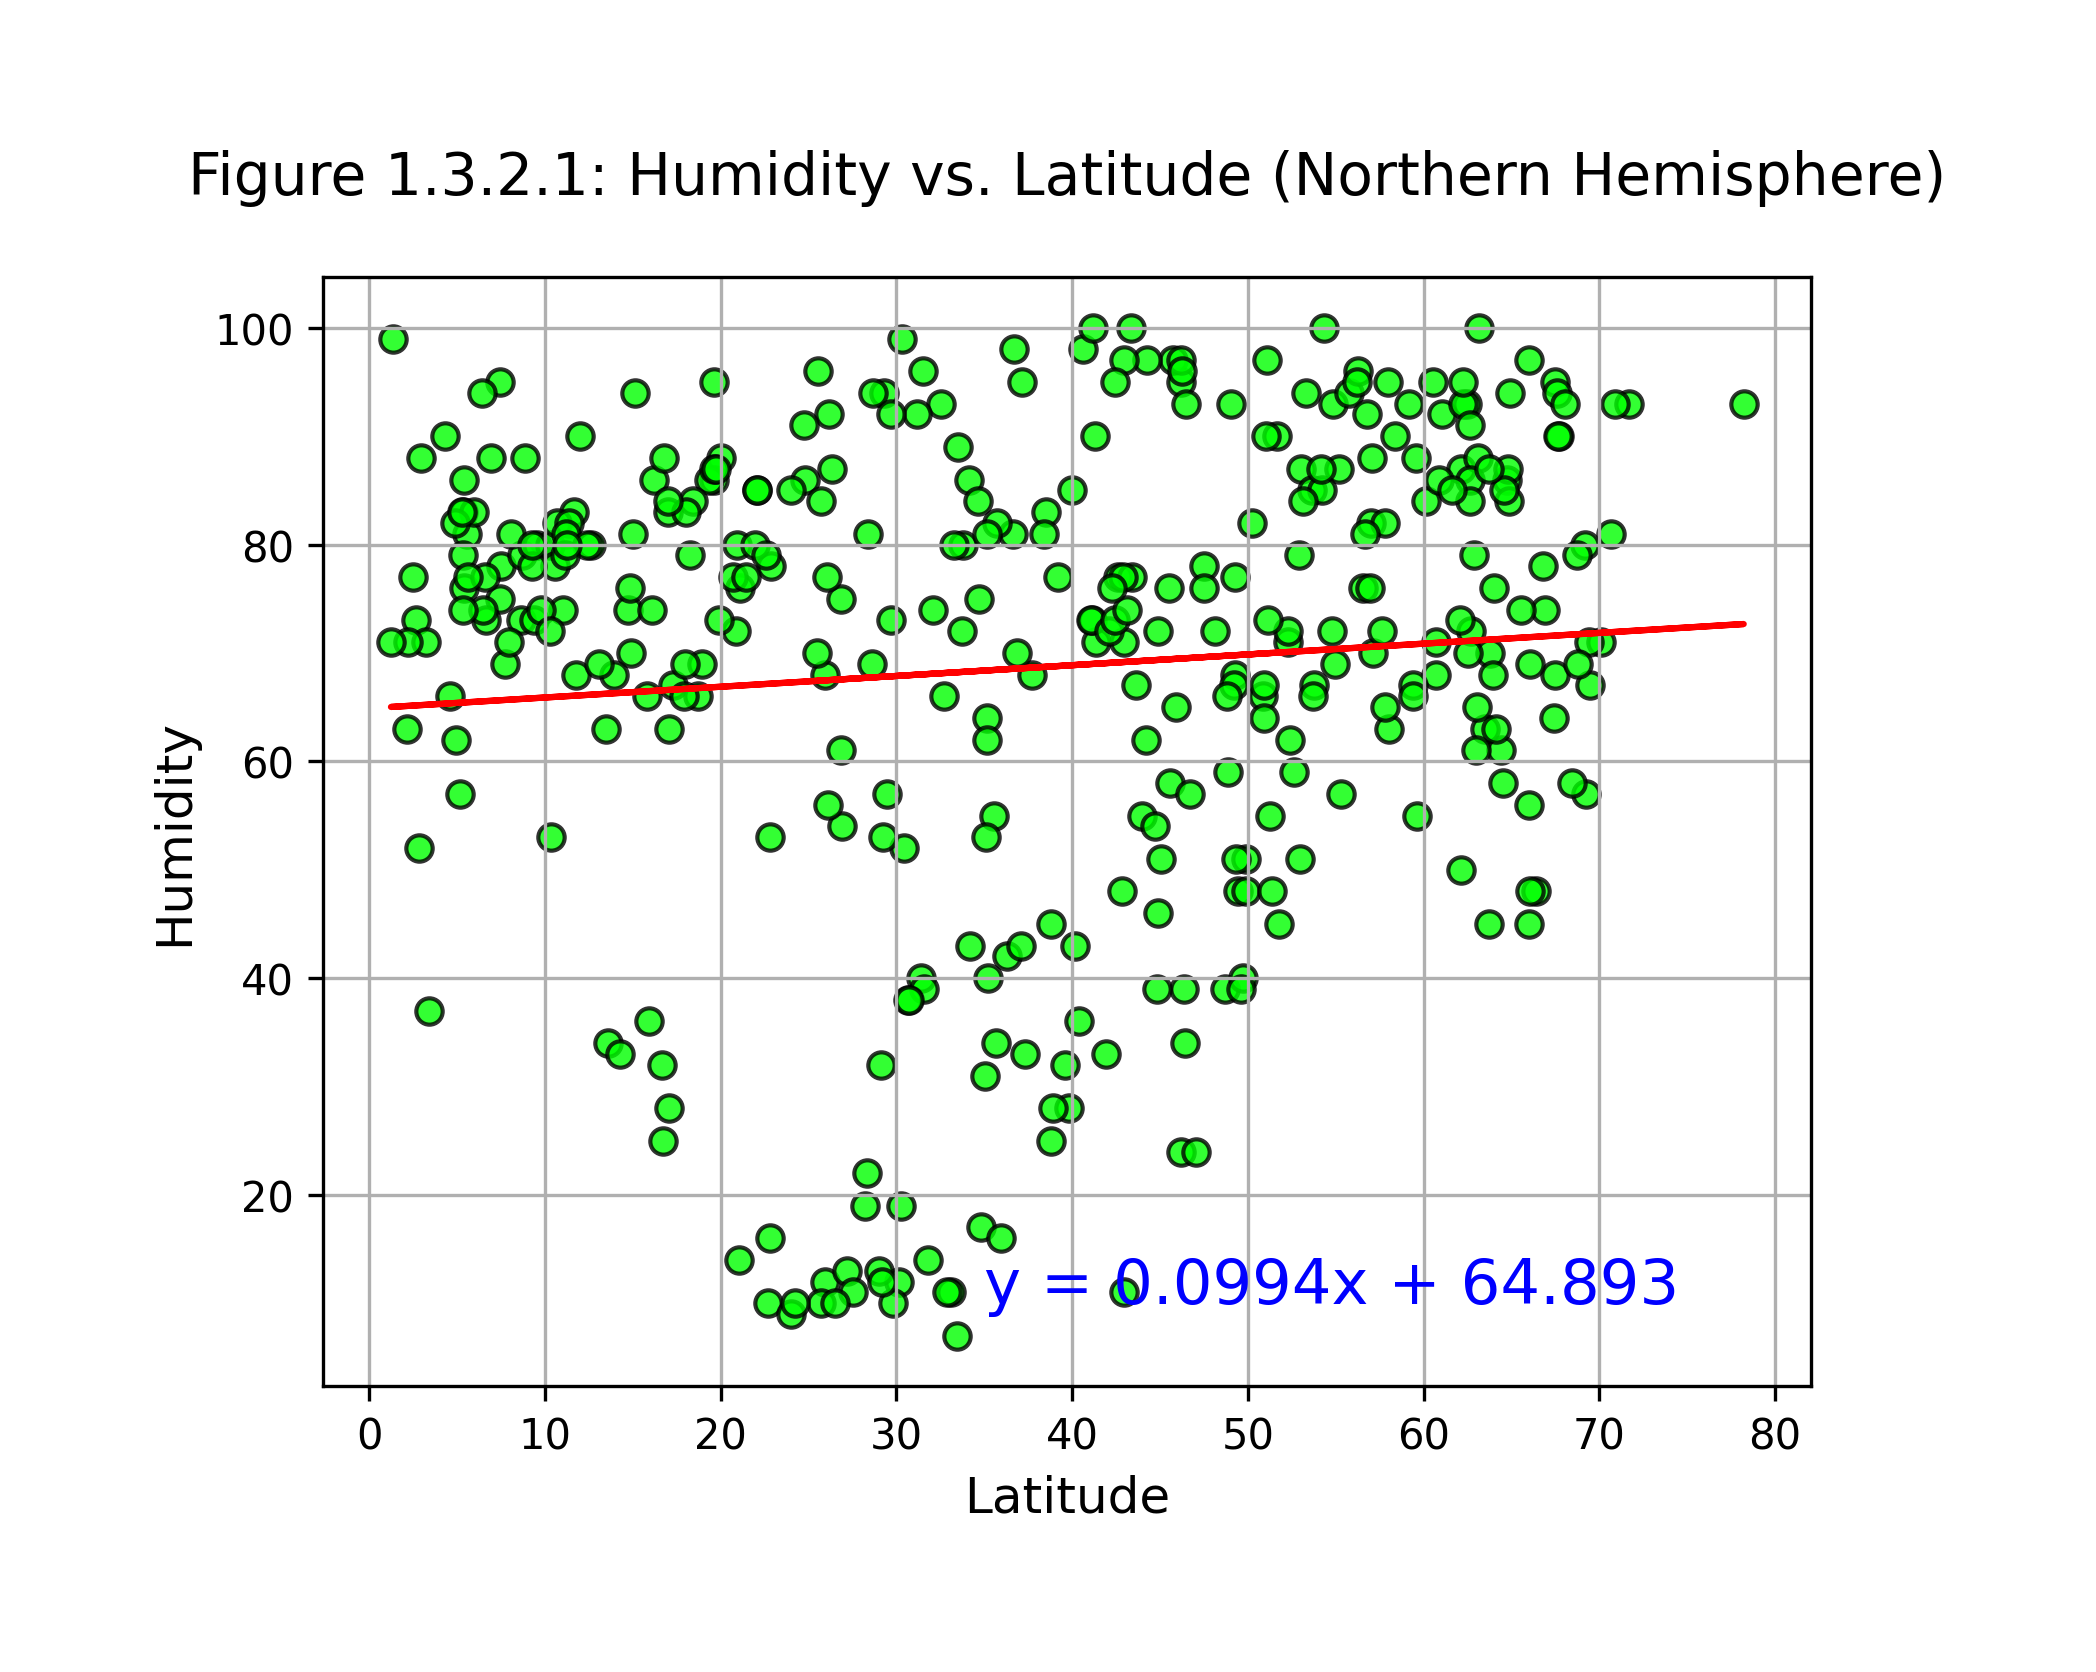 Figure 1.3.2.1: Humidity vs. Latitude (Northern Hemisphere)
100
80
60
40
20
Humidity
y = 0.0994x + 64.893
0 10 20 30 40 50 60 70 80
Latitude